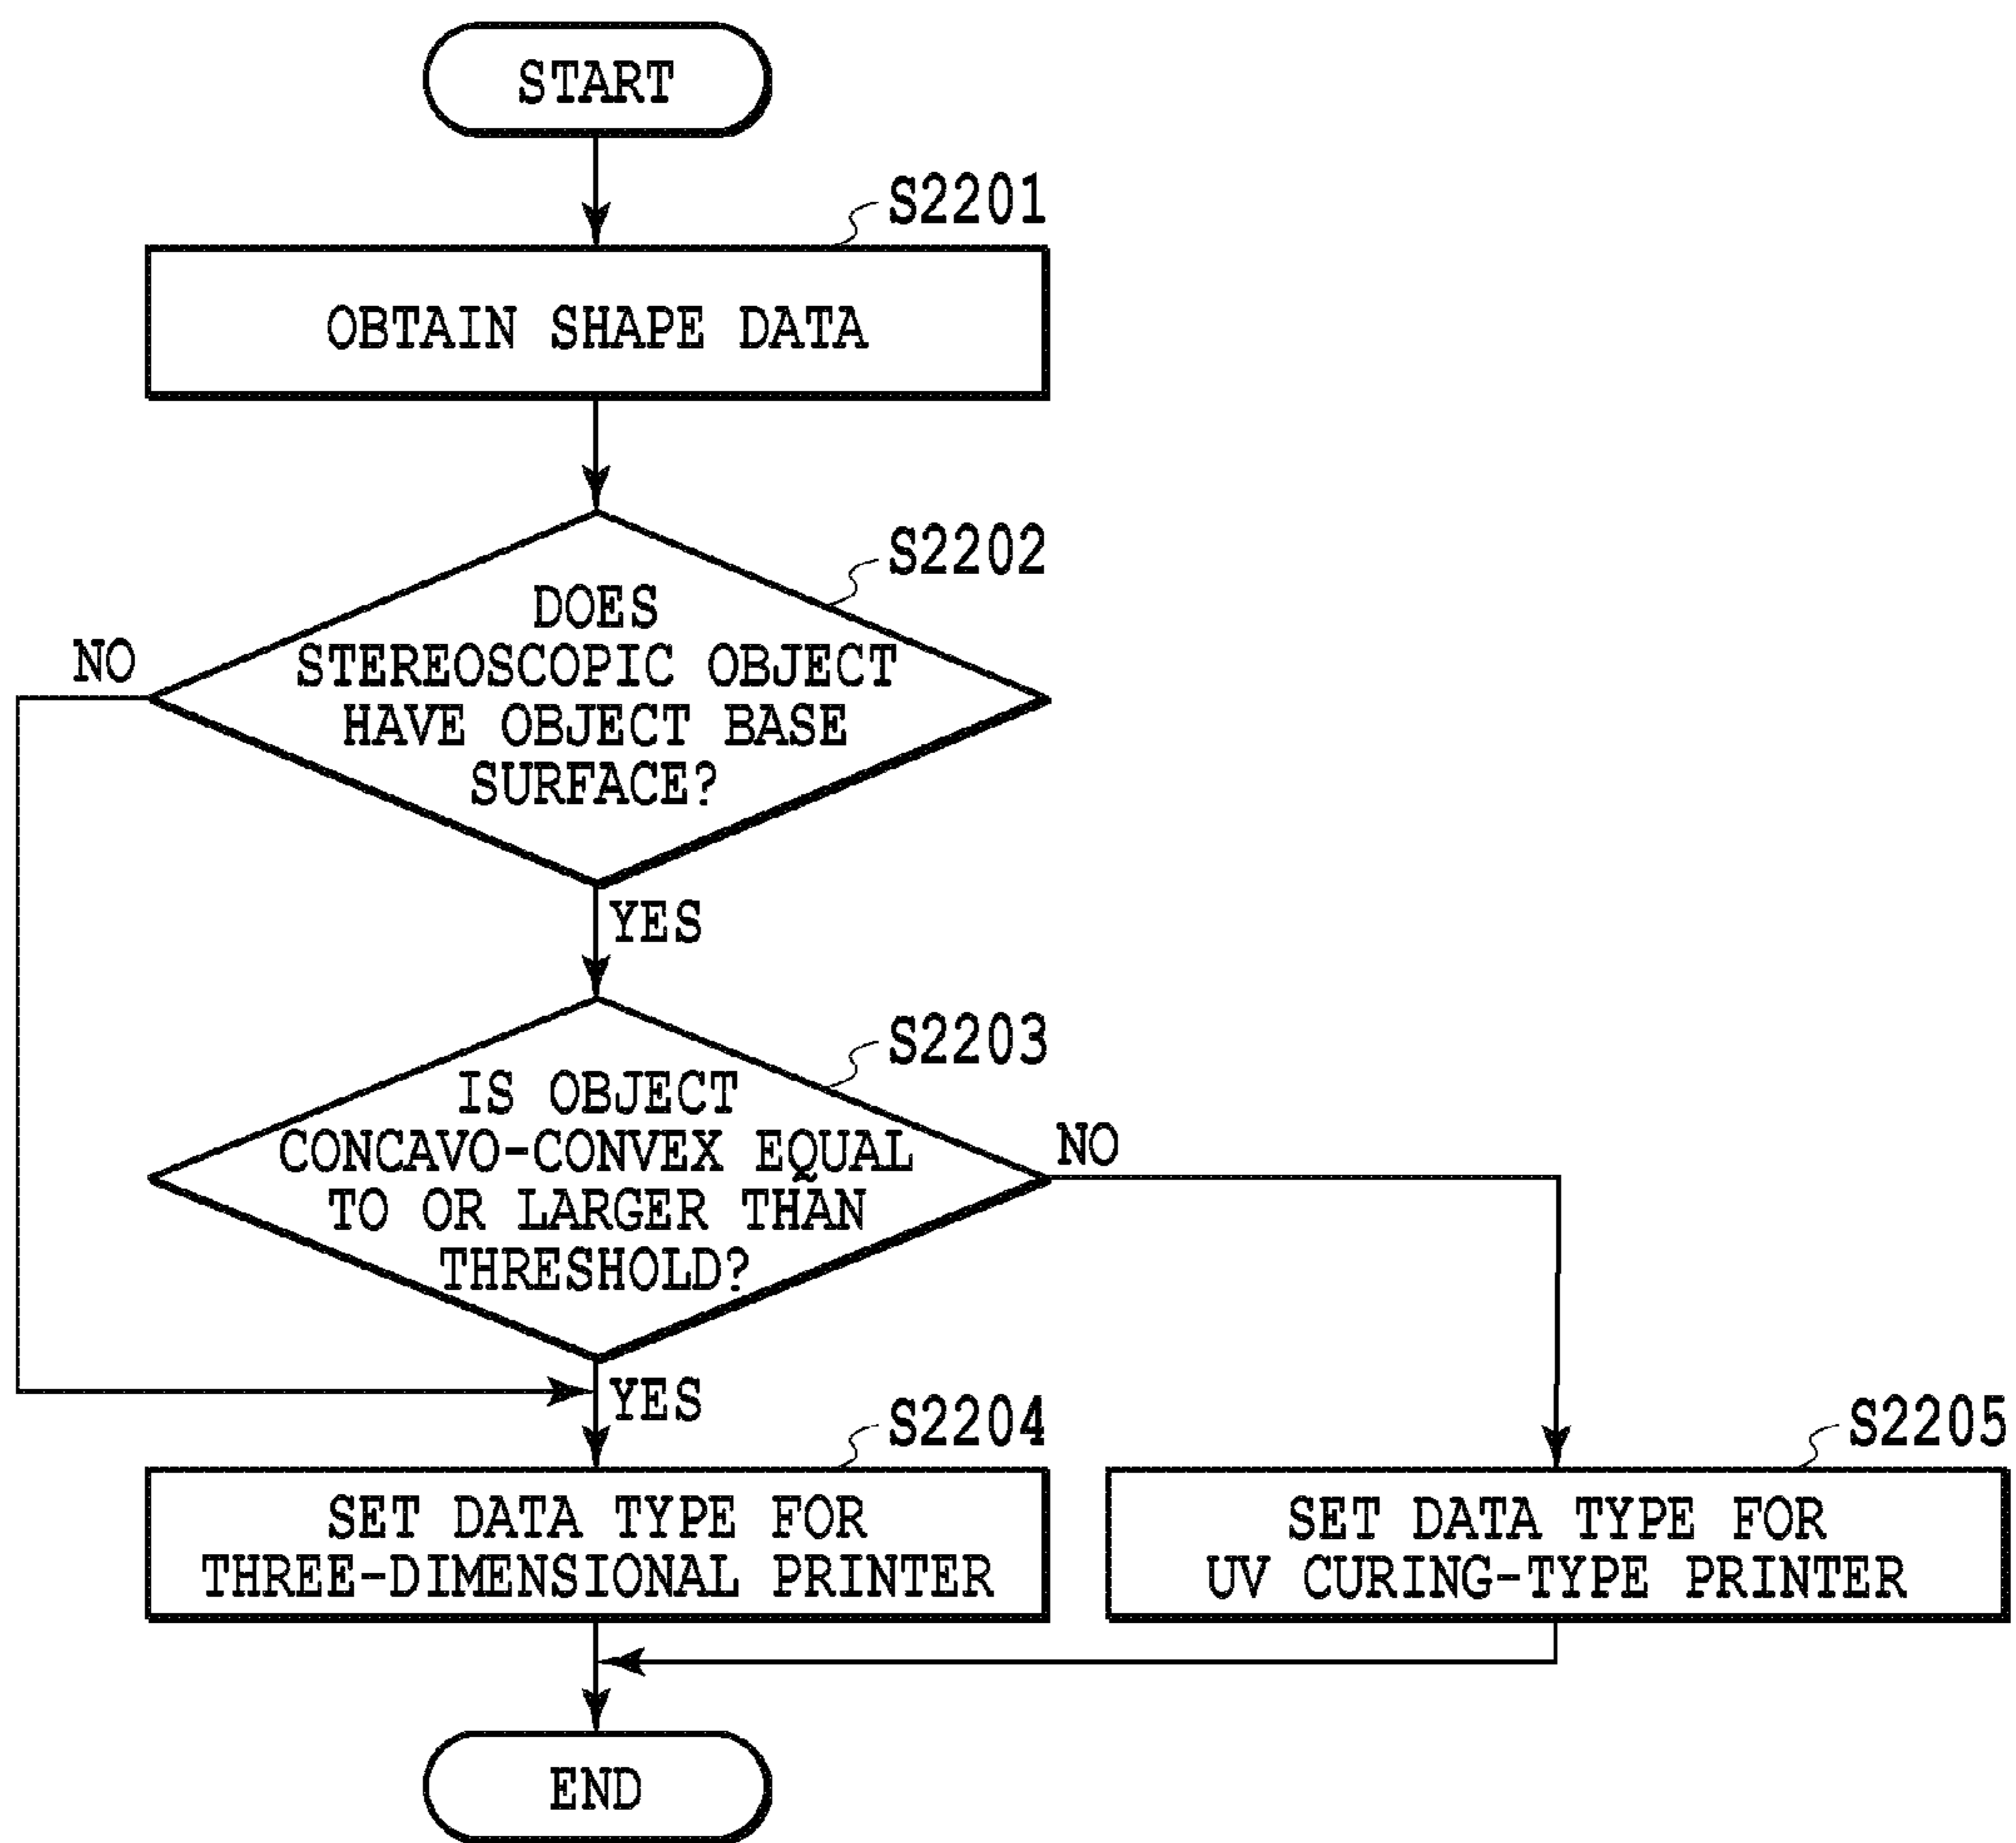 START
S2201
OBTAIN SHAPE DATA
S2202
DOES
STEREOSCOPIC OBJECT
HAVE OBJECT BASE
SURFACE?
NO
YES
S2203
IS OBJECT
CONCAVO-CONVEX EQUAL
TO OR LARGER THAN
THRESHOLD?
NO
YES
S2204
SET DATA TYPE FOR
THREE-DIMENSIONAL PRINTER
S2205
SET DATA TYPE FOR
UV CURING-TYPE PRINTER
END